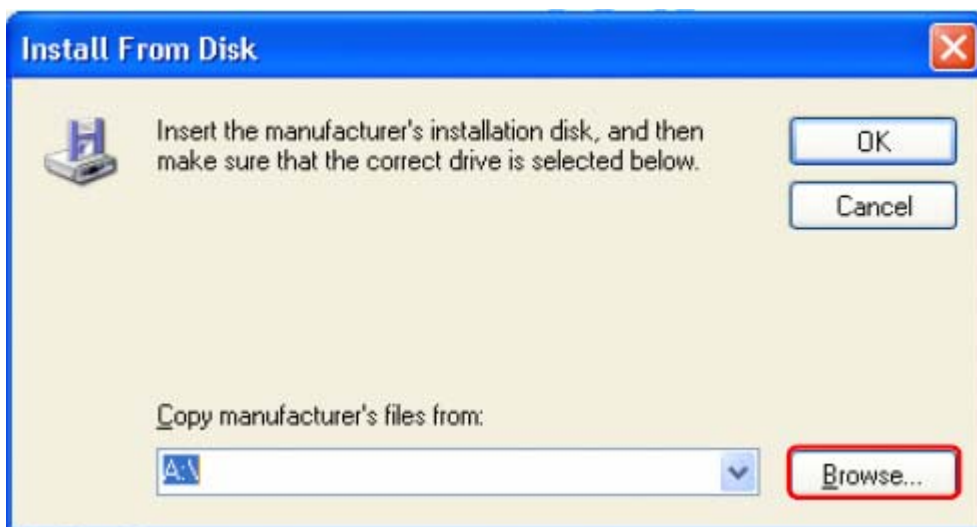 Install From Disk
Insert the manufacturer's installation disk, and then
make sure that the correct drive is selected below.
OK
Cancel
Copy manufacturer's files from:
A:\
Browse...